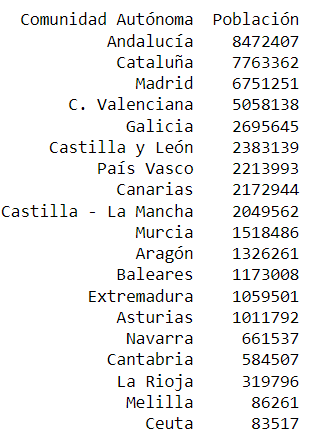 Comunidad Autónoma Población
Andalucía 8472407
Cataluña 7763362
Madrid 6751251
C. Valenciana 5058138
Galicia 2695645
Castilla y León 2383139
País Vasco 2213993
Canarias 2172944
Castilla - La Mancha 2049562
Murcia 1518486
Aragón 1326261
Baleares 1173008
Extremadura 1059501
Asturias 1011792
Navarra 661537
Cantabria 584507
La Rioja 319796
Melilla 86261
Ceuta 83517